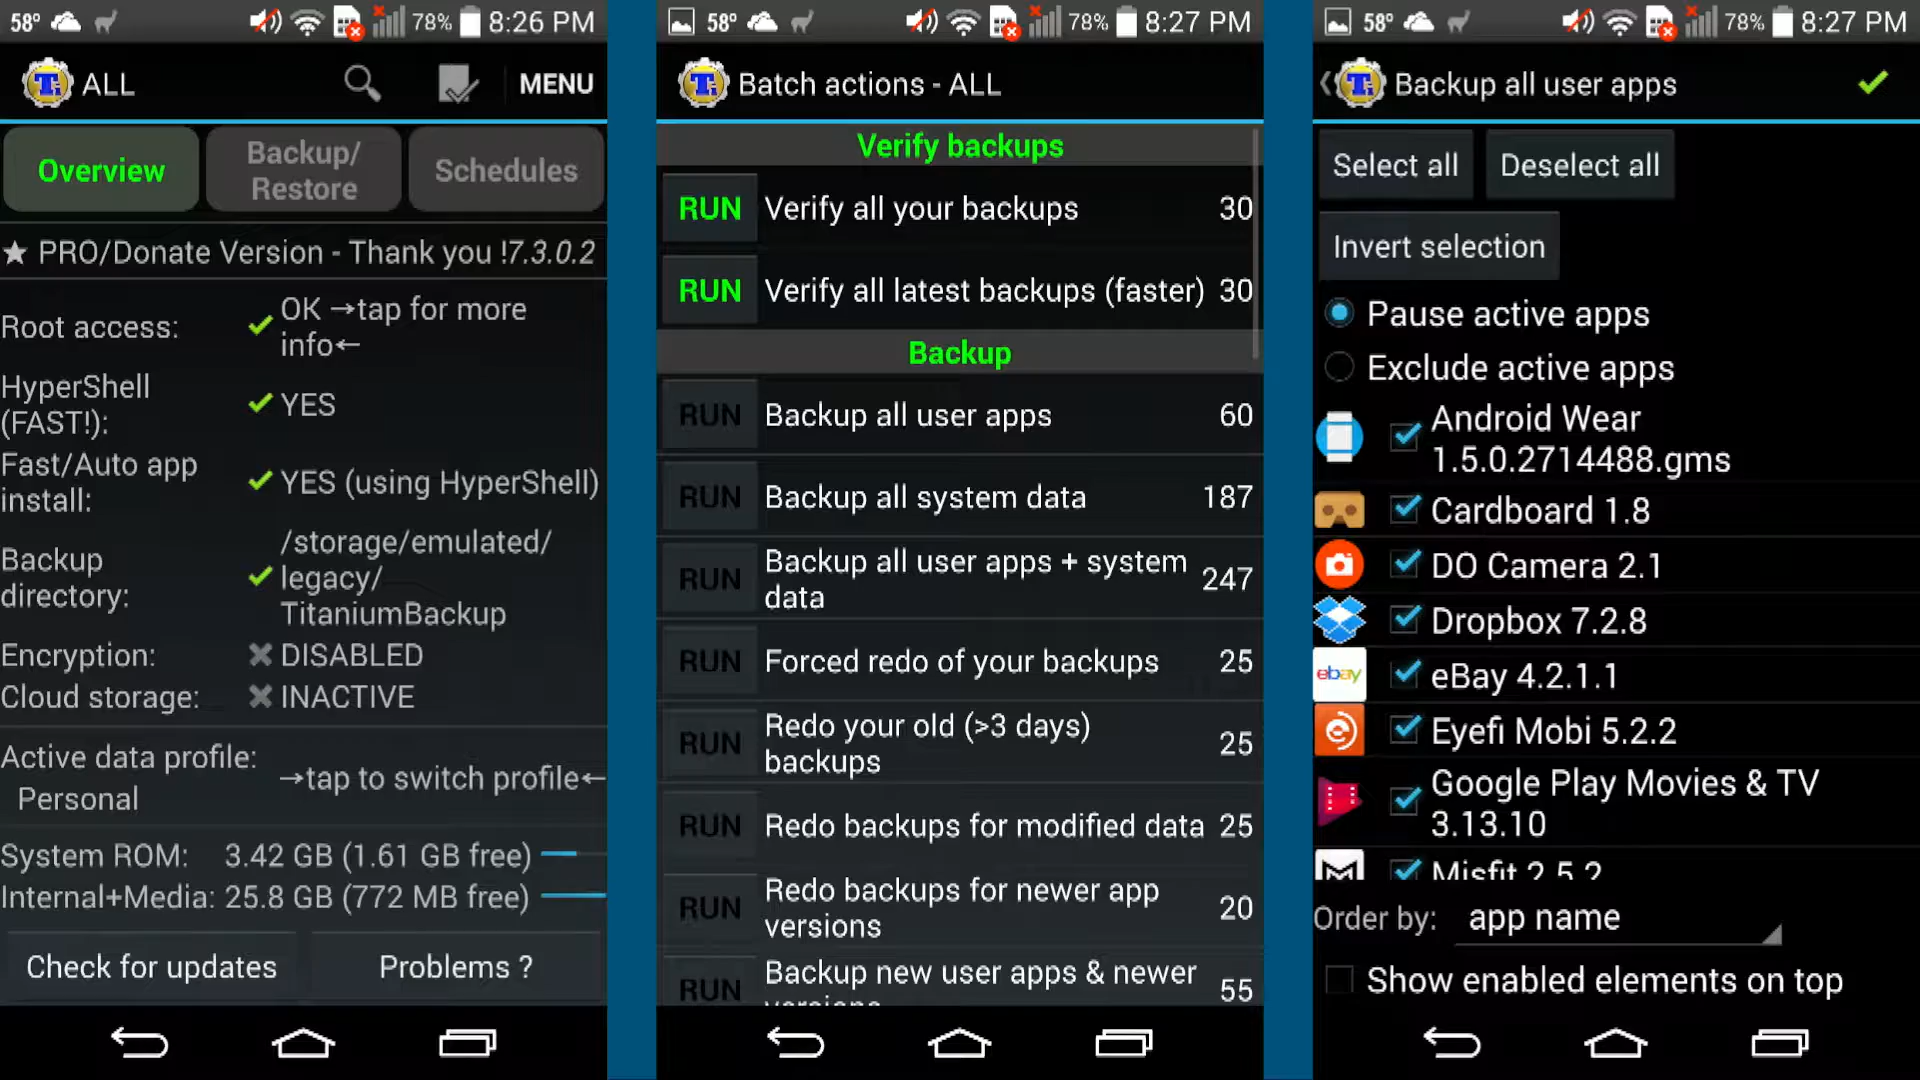 58° 78% 8:26 PM
ALL MENU
Overview Backup/
Restore Schedules
★ PRO/Donate Version - Thank you !7.3.0.2
Root access: OK →tap for more
info←
HyperShell
(FAST!): YES
Fast/Auto app
install: YES (using HyperShell)
Backup
directory: /storage/emulated/
legacy/
TitaniumBackup
Encryption: DISABLED
Cloud storage: INACTIVE
Active data profile:
Personal →tap to switch profile←
System ROM: 3.42 GB (1.61 GB free)
Internal+Media: 25.8 GB (772 MB free)
Check for updates Problems ?
58° 78% 8:27 PM
Batch actions - ALL
Verify backups
RUN Verify all your backups 30
RUN Verify all latest backups (faster) 30
Backup
RUN Backup all user apps 60
RUN Backup all system data 187
RUN Backup all user apps + system
data 247
RUN Forced redo of your backups 25
RUN Redo your old (>3 days)
backups 25
RUN Redo backups for modified data 25
RUN Redo backups for newer app
versions 20
RUN Backup new user apps & newer
versions 55
58° 78% 8:27 PM
Backup all user apps
Select all Deselect all
Invert selection
Pause active apps
Exclude active apps
Android Wear
1.5.0.2714488.gms
Cardboard 1.8
DO Camera 2.1
Dropbox 7.2.8
ebay eBay 4.2.1.1
Eyefi Mobi 5.2.2
Google Play Movies & TV
3.13.10
Misfit 2.5.2
Order by: app name
Show enabled elements on top